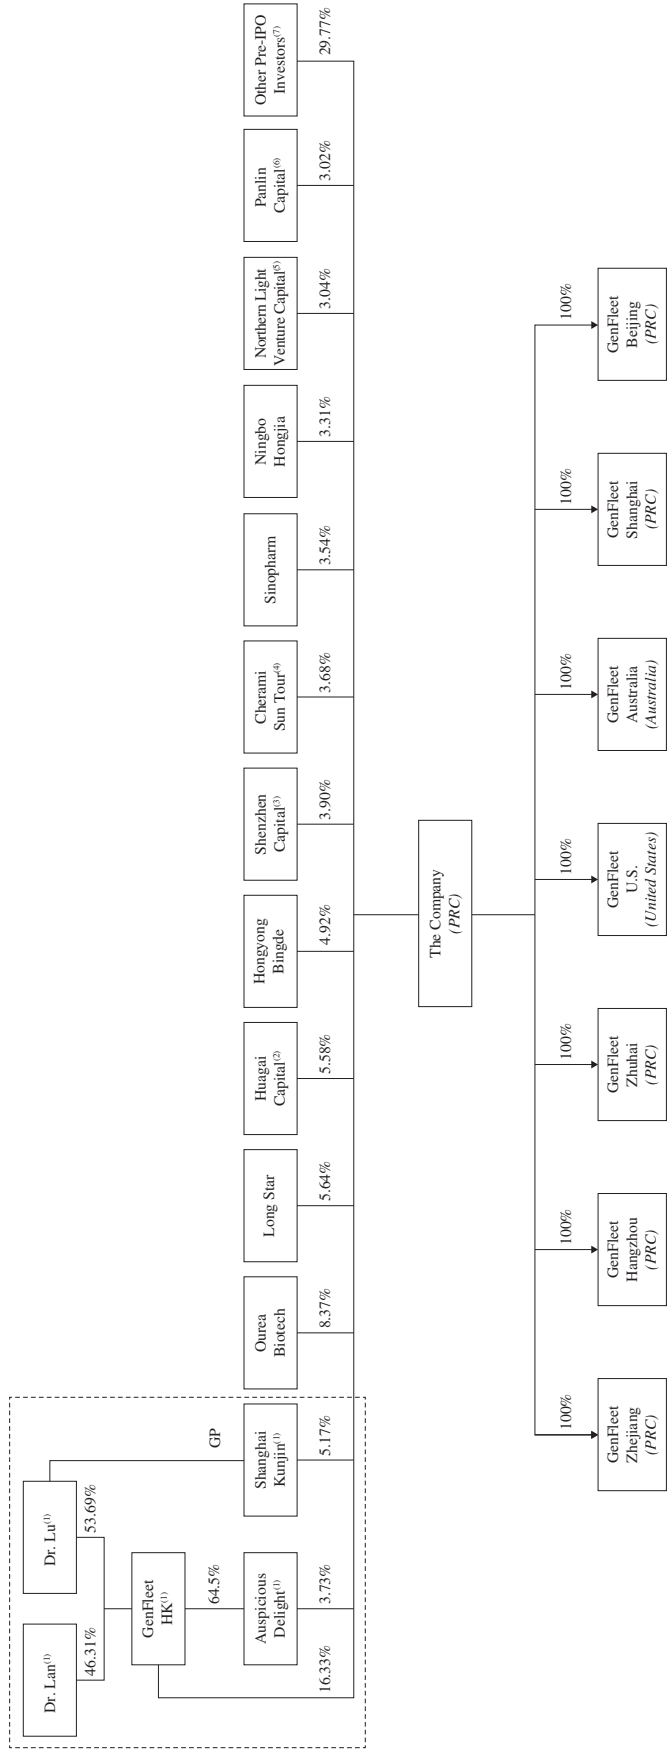 Dr. Lan(1)
Dr. Lu(1)
46.31%
53.69%
GP
GenFleet
HK(1)
64.5%
Auspicious
Delight(1)
Shanghai
Kunjin(1)
Ourea
Biotech
Long Star
Huagai
Capital(2)
Hongyong
Bingde
Shenzhen
Capital(3)
Cherami
Sun Tour(4)
Sinopharm
Ningbo
Hongjia
Northern Light
Venture Capital(5)
Panlin
Capital(6)
Other Pre-IPO
Investors(7)
16.33%
3.73%
5.17%
8.37%
5.64%
5.58%
4.92%
3.90%
3.68%
3.54%
3.31%
3.04%
3.02%
29.77%
The Company
(PRC)
100%
100%
100%
100%
100%
100%
100%
GenFleet
Zhejiang
(PRC)
GenFleet
Hangzhou
(PRC)
GenFleet
Zhuhai
(PRC)
GenFleet
U.S.
(United States)
GenFleet
Australia
(Australia)
GenFleet
Shanghai
(PRC)
GenFleet
Beijing
(PRC)